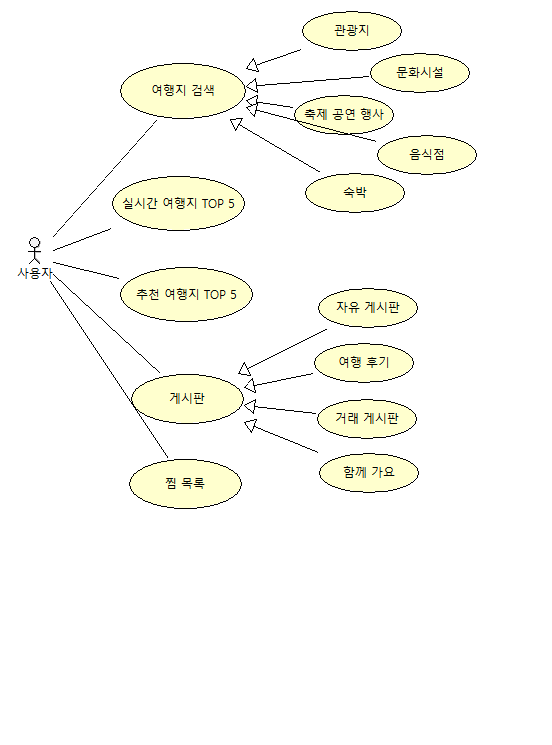 관광지
문화시설
여행지 검색
축제 공연 행사
음식점
숙박
실시간 여행지 TOP 5
사용자
추천 여행지 TOP 5
자유 게시판
여행 후기
게시판
거래 게시판
함께 가요
찜 목록